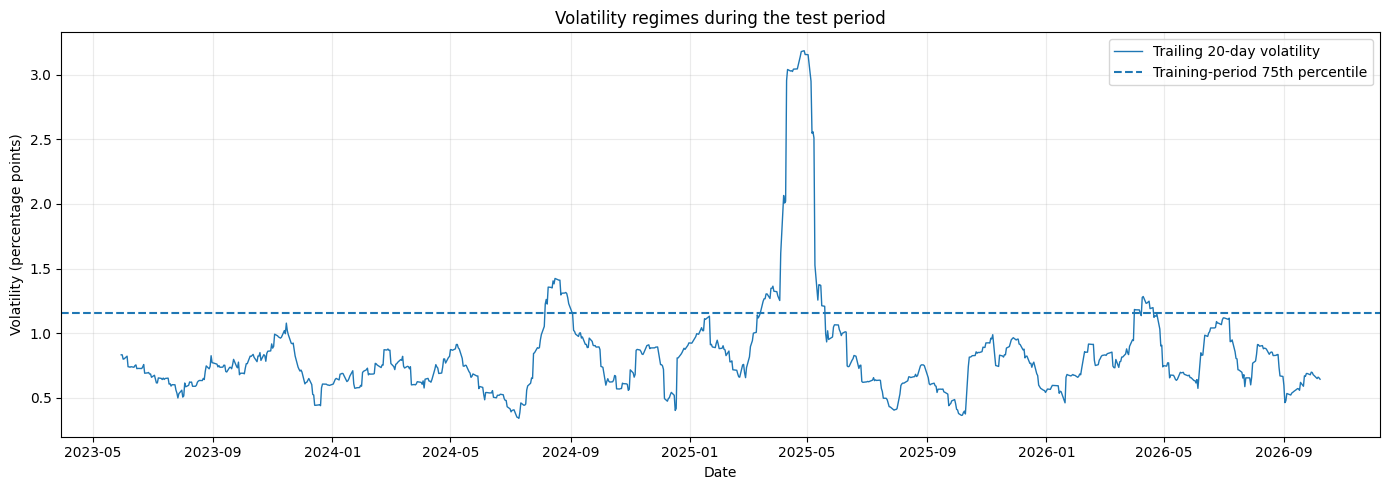 Volatility regimes during the test period
Trailing 20-day volatility
Training-period 75th percentile
Volatility (percentage points)
3.0
2.5
2.0
1.5
1.0
0.5
2023-05 2023-09 2024-01 2024-05 2024-09 2025-01 2025-05 2025-09 2026-01 2026-05 2026-09
Date